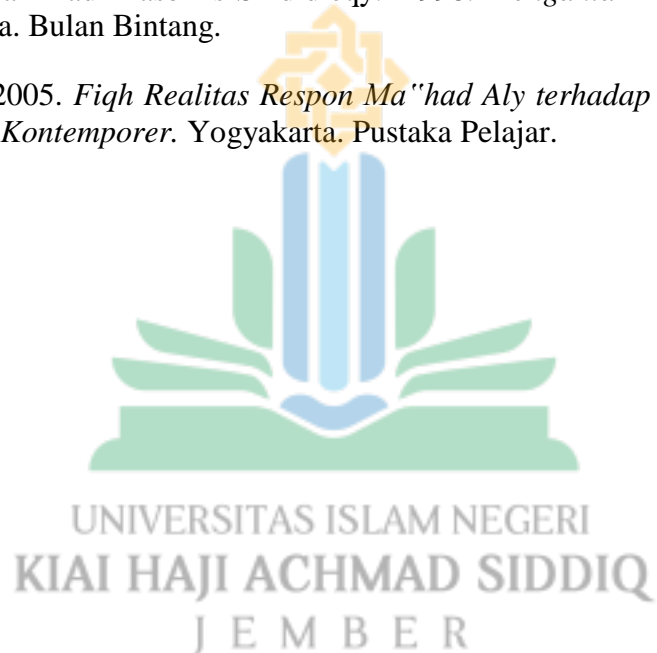 a. Bulan Bintang.
2005. Fiqh Realitas Respon Ma‟had Aly terhadap
Kontemporer. Yogyakarta. Pustaka Pelajar.
UNIVERSITAS ISLAM NEGERI
KIAI HAJI ACHMAD SIDDIQ
JEMBER